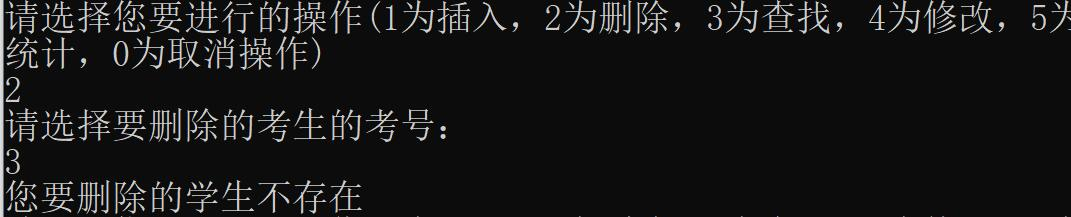 请选择您要进行的操作(1为插入，2为删除，3为查找，4为修改，5为
统计，0为取消操作)
2
请选择要删除的考生的考号：
3
您要删除的学生不存在